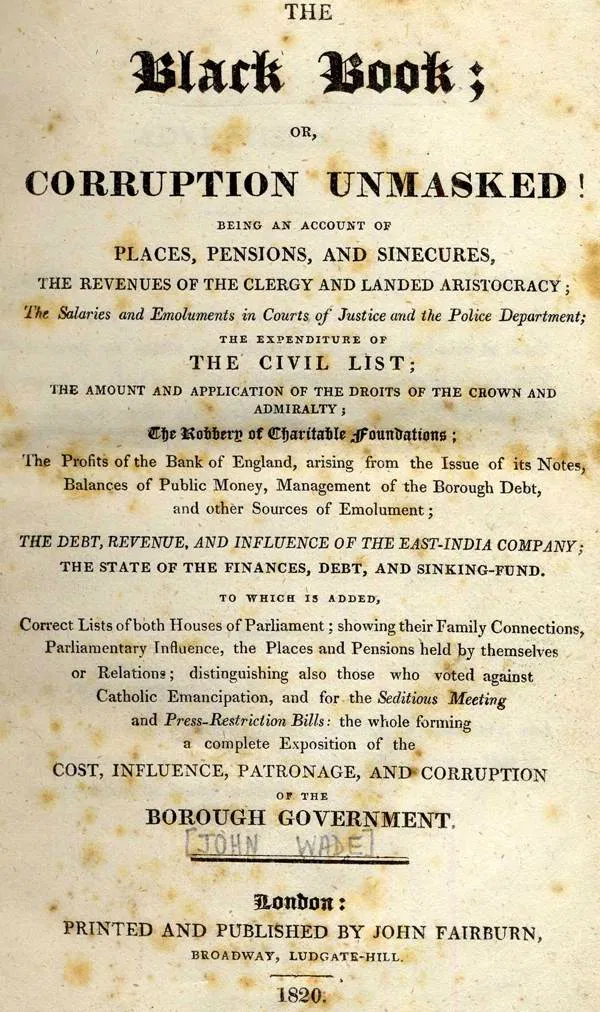 THE
Black Book;
OR,
CORRUPTION UNMASKED!
BEING AN ACCOUNT OF
PLACES, PENSIONS, AND SINECURES,
THE REVENUES OF THE CLERGY AND LANDED ARISTOCRACY;
The Salaries and Emoluments in Courts of Justice and the Police Department;
THE EXPENDITURE OF
THE CIVIL LIST;
THE AMOUNT AND APPLICATION OF THE DROITS OF THE CROWN AND
ADMIRALTY;
The Robbery of Charitable Foundations;
The Profits of the Bank of England, arising from the Issue of its Notes,
Balances of Public Money, Management of the Borough Debt,
and other Sources of Emolument;
THE DEBT, REVENUE, AND INFLUENCE OF THE EAST-INDIA COMPANY;
THE STATE OF THE FINANCES, DEBT, AND SINKING-FUND.
TO WHICH IS ADDED,
Correct Lists of both Houses of Parliament; showing their Family Connections,
Parliamentary Influence, the Places and Pensions held by themselves
or Relations; distinguishing also those who voted against
Catholic Emancipation, and for the Seditious Meeting
and Press-Restriction Bills: the whole forming
a complete Exposition of the
COST, INFLUENCE, PATRONAGE, AND CORRUPTION
OF THE
BOROUGH GOVERNMENT.
[JOHN WADE]
London:
PRINTED AND PUBLISHED BY JOHN FAIRBURN,
BROADWAY, LUDGATE-HILL.
1820.